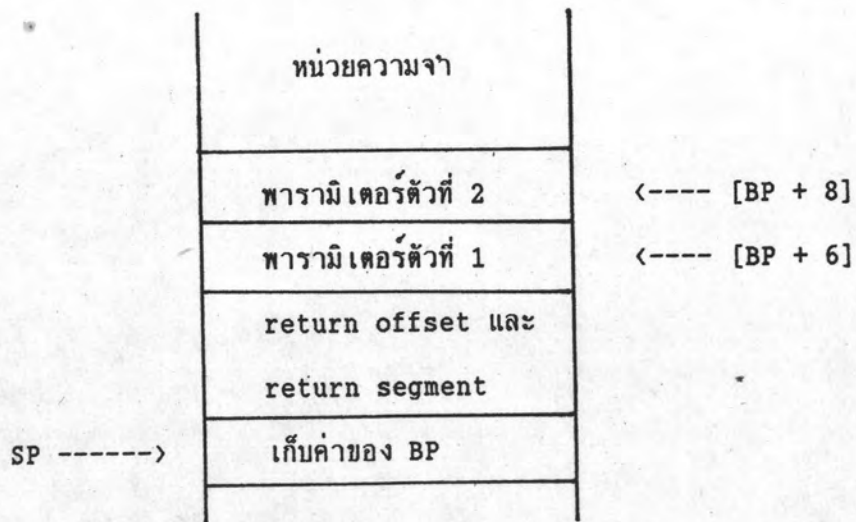 หน่วยความจำ
พารามิเตอร์ตัวที่ 2 <---- [BP + 8]
พารามิเตอร์ตัวที่ 1 <---- [BP + 6]
return offset และ
return segment
SP ------> เก็บค่าของ BP